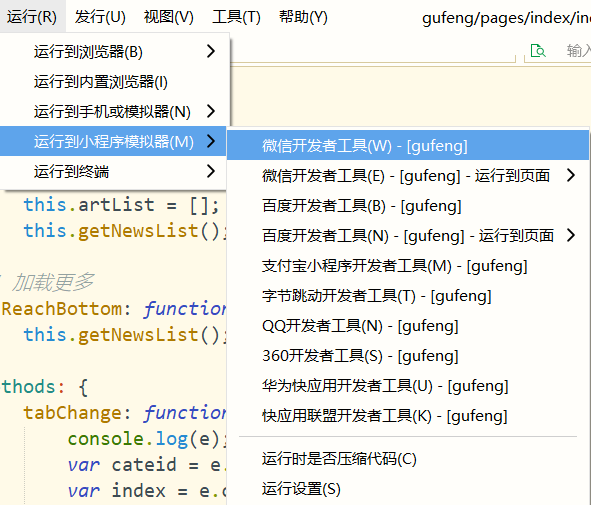 运行(R) 发行(U) 视图(V) 工具(T) 帮助(Y) gufeng/pages/index/in
输入
运行到浏览器(B)
运行到内置浏览器(I)
运行到手机或模拟器(N)
运行到小程序模拟器(M)
运行到终端
微信开发者工具(W) - [gufeng]
微信开发者工具(E) - [gufeng] - 运行到页面
百度开发者工具(B) - [gufeng]
百度开发者工具(N) - [gufeng] - 运行到页面
支付宝小程序开发者工具(M) - [gufeng]
字节跳动开发者工具(T) - [gufeng]
QQ开发者工具(N) - [gufeng]
360开发者工具(S) - [gufeng]
华为快应用开发者工具(U) - [gufeng]
快应用联盟开发者工具(K) - [gufeng]
运行时是否压缩代码(C)
运行设置(S)
this.artList = [];
this.getNewsList();
加载更多
ReachBottom: function
this.getNewsList();
thods: {
tabChange: function
console.log(e);
var cateid = e.
var index = e.